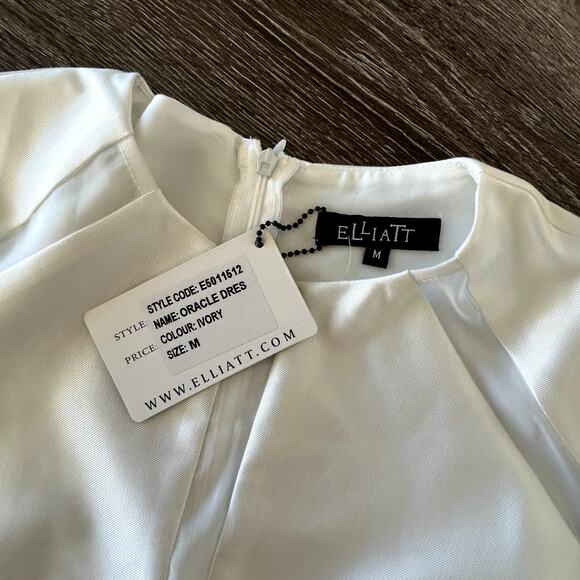 ELLIATT
M
STYLE CODE: E5011512
STYLE: NAME: ORACLE DRES
PRICE: COLOUR: IVORY
SIZE: M
WWW.ELLIATT.COM